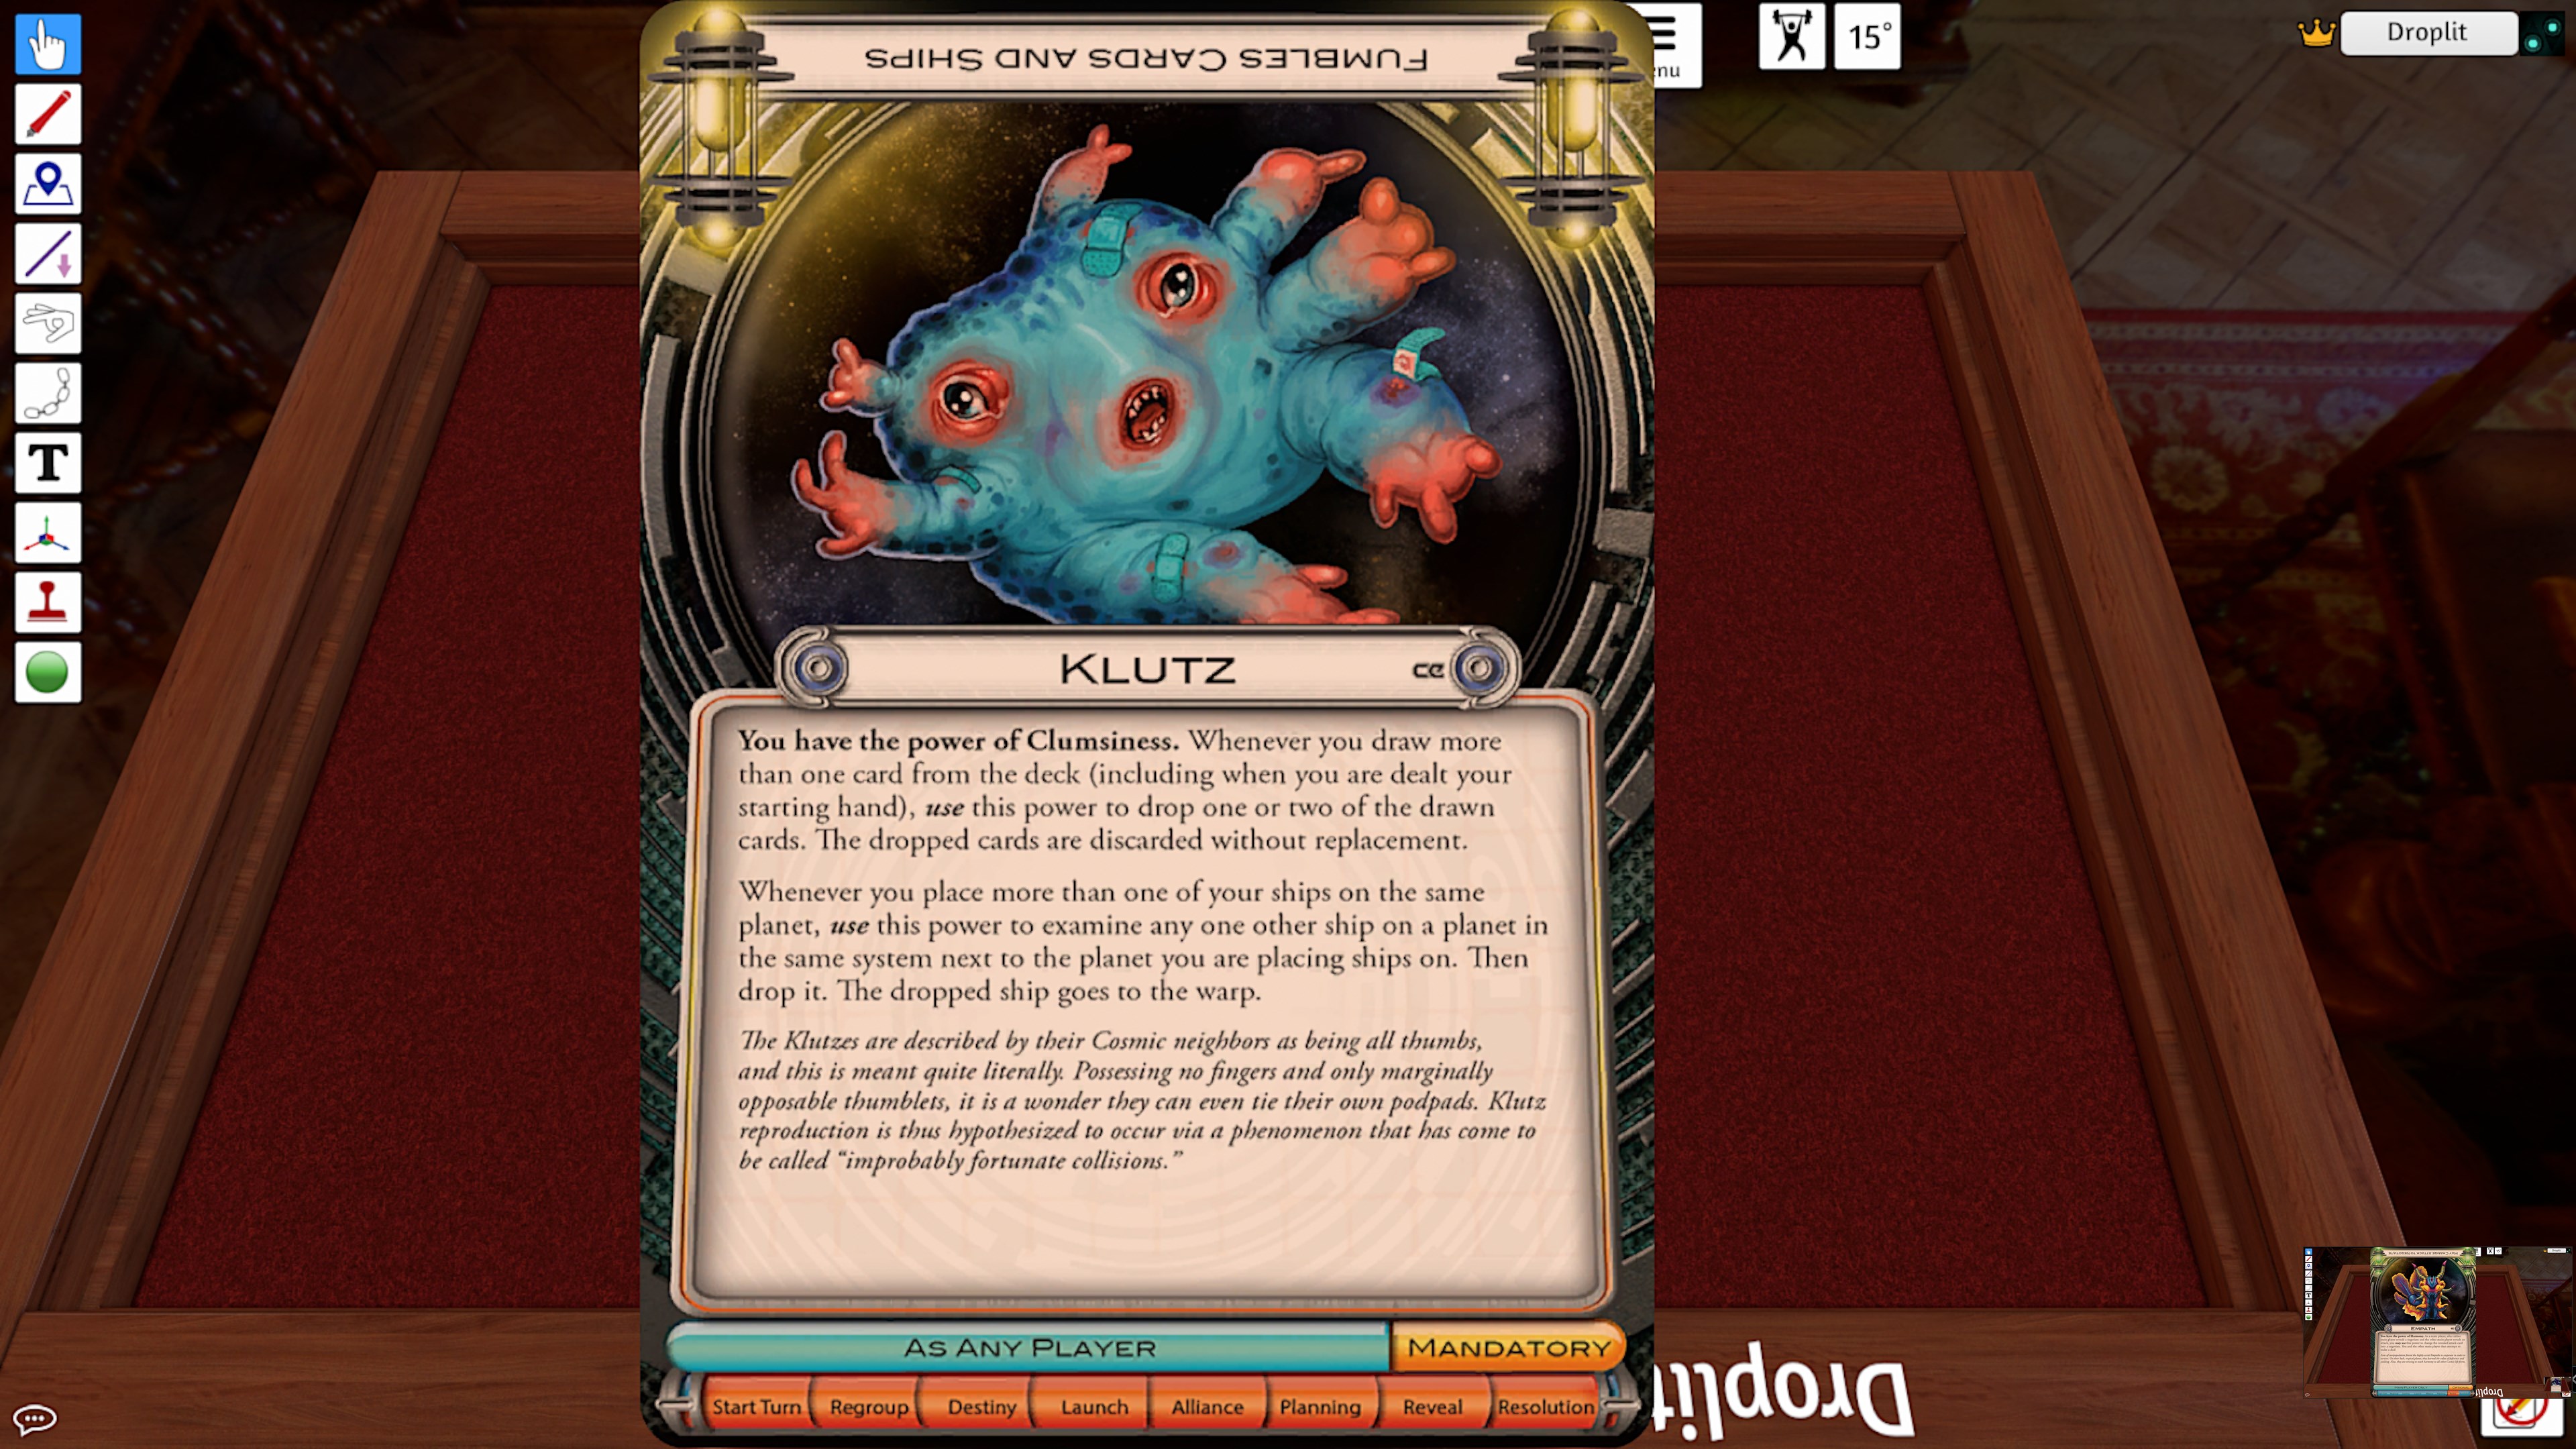 FUMBLES CARDS AND SHIPS
enu
15°
Droplit
T
KLUTZ
ce
You have the power of Clumsiness. Whenever you draw more
than one card from the deck (including when you are dealt your
starting hand), use this power to drop one or two of the drawn
cards. The dropped cards are discarded without replacement.
Whenever you place more than one of your ships on the same
planet, use this power to examine any one other ship on a planet in
the same system next to the planet you are placing ships on. Then
drop it. The dropped ship goes to the warp.
The Klutzes are described by their Cosmic neighbors as being all thumbs,
and this is meant quite literally. Possessing no fingers and only marginally
opposable thumblets, it is a wonder they can even tie their own podpads. Klutz
reproduction is thus hypothesized to occur via a phenomenon that has come to
be called “improbably fortunate collisions.”
AS ANY PLAYER
MANDATORY
Start Turn
Regroup
Destiny
Launch
Alliance
Planning
Reveal
Resolution
Droplit
EMPATH